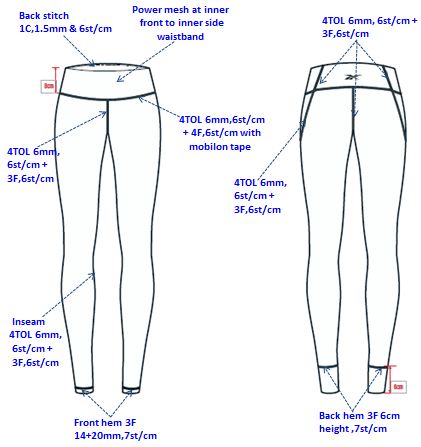 Back stitch
1C,1.5mm & 6st/cm
Power mesh at inner
front to inner side
waistband
4TOL 6mm, 6st/cm +
3F,6st/cm
8cm
4TOL 6mm,
6st/cm +
3F,6st/cm
4TOL 6mm,6st/cm
+ 4F,6st/cm with
mobilon tape
4TOL 6mm,
6st/cm +
3F,6st/cm
Inseam
4TOL 6mm,
6st/cm +
3F,6st/cm
6cm
Front hem 3F
14+20mm,7st/cm
Back hem 3F 6cm
height ,7st/cm